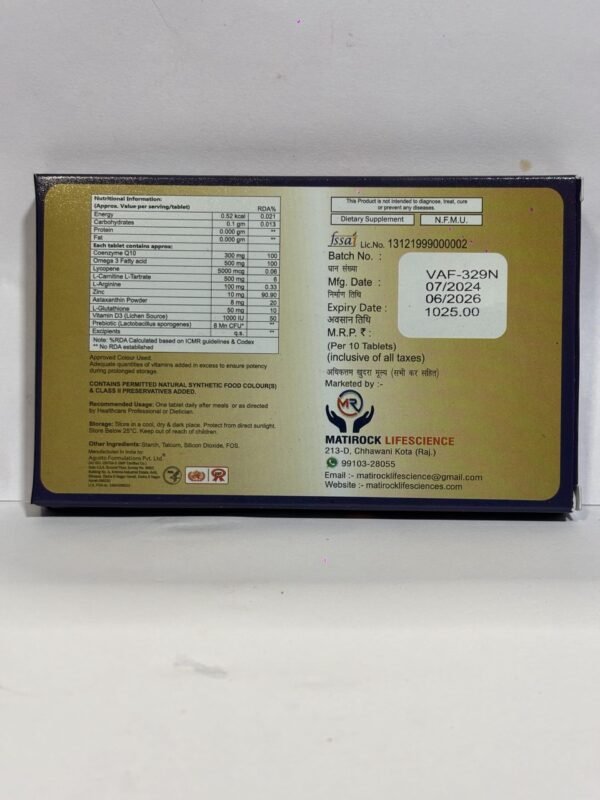 Nutritional Information:
(Approx. Value per serving/tablet) RDA%
Energy 0.52 kcal 0.021
Carbohydrates 0.1 gm 0.013
Protein 0.000 gm **
Fat 0.000 gm **
Each tablet contains approx:
Coenzyme Q10 300 mg 100
Omega 3 Fatty acid 500 mg 100
Lycopene 5000 mcg 0.06
L-Carnitine L-Tartrate 500 mg 6
L-Arginine 100 mg 0.33
Zinc 10 mg 90.90
Astaxanthin Powder 8 mg 20
L-Glutathione 50 mg 10
Vitamin D3 (Lichen Source) 1000 IU 50
Prebiotic (Lactobacillus sporogenes) 6 Mn CFU* **
Excipients q.s. **
Note: %RDA Calculated based on ICMR guidelines & Codex
** No RDA established
Approved Colour Used.
Adequate quantities of vitamins added in excess to ensure potency
during prolonged storage.
CONTAINS PERMITTED NATURAL SYNTHETIC FOOD COLOUR(S)
& CLASS II PRESERVATIVES ADDED.
Recommended Usage: One tablet daily after meals or as directed
by Healthcare Professional or Dietician.
Storage: Store in a cool, dry & dark place. Protect from direct sunlight.
Store Below 25°C. Keep out of reach of children.
Other Ingredients: Starch, Talcium, Silicon Dioxide, FOS.
Manufactured in India by:
Agusto Formulations Pvt. Ltd.
This Product is not intended to diagnose, treat, cure
or prevent any diseases.
Dietary Supplement N.F.M.U.
fssai Lic.No. 13121999000002
Batch No. : VAF-329N
घान संख्या
Mfg. Date : 07/2024
निर्माण तिथि
Expiry Date : 06/2026
अवसान तिथि
M.R.P. ₹ : 1025.00
(Per 10 Tablets)
(inclusive of all taxes)
अधिकतम खुदरा मूल्य (सभी कर सहित)
Marketed by :-
MR
MATIROCK LIFESCIENCE
213-D, Chhawani Kota (Raj.)
99103-28055
Email :- matirocklifescience@gmail.com
Website :- matirocklifesciences.com